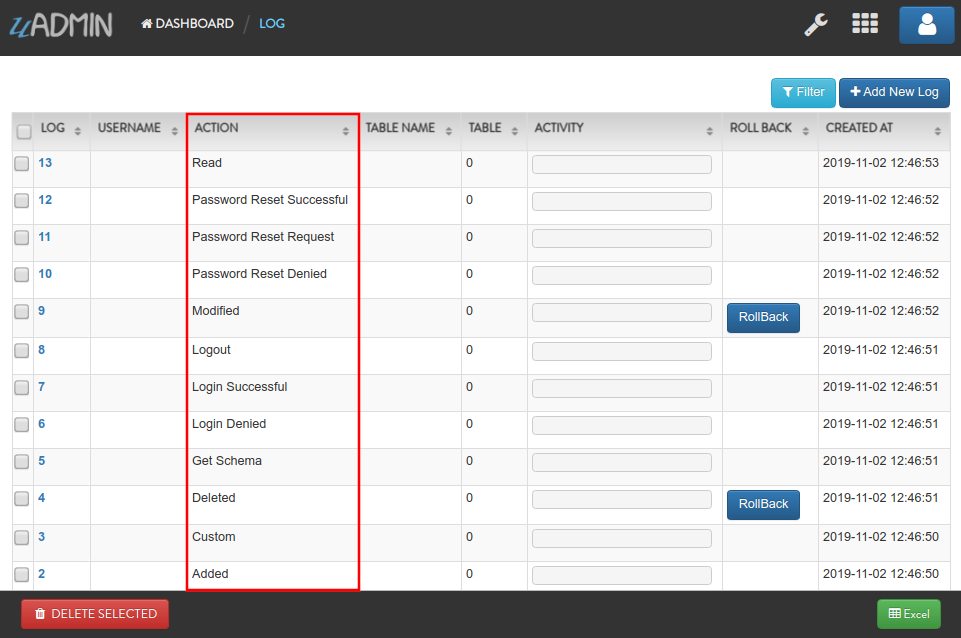 uADMIN DASHBOARD / LOG
Filter Add New Log
LOG USERNAME ACTION TABLE NAME TABLE ACTIVITY ROLL BACK CREATED AT
13 Read 0 2019-11-02 12:46:53
12 Password Reset Successful 0 2019-11-02 12:46:52
11 Password Reset Request 0 2019-11-02 12:46:52
10 Password Reset Denied 0 2019-11-02 12:46:52
9 Modified 0 RollBack 2019-11-02 12:46:52
8 Logout 0 2019-11-02 12:46:51
7 Login Successful 0 2019-11-02 12:46:51
6 Login Denied 0 2019-11-02 12:46:51
5 Get Schema 0 2019-11-02 12:46:51
4 Deleted 0 RollBack 2019-11-02 12:46:51
3 Custom 0 2019-11-02 12:46:50
2 Added 0 2019-11-02 12:46:50
DELETE SELECTED Excel